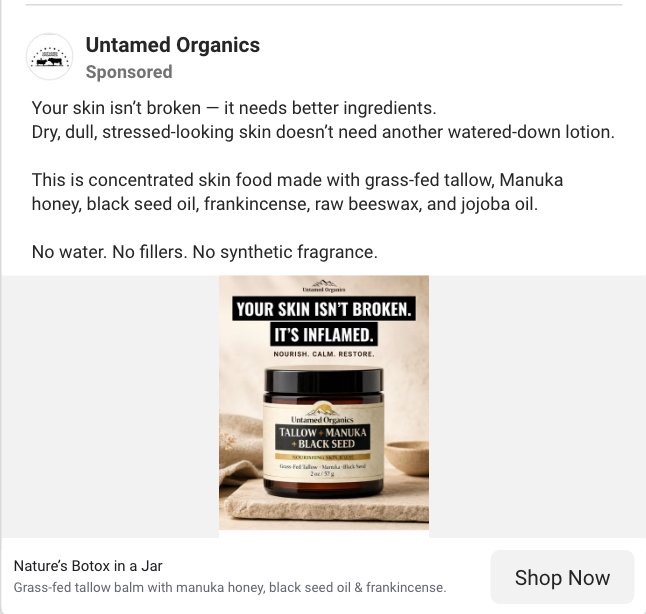 Untamed Organics
Sponsored
Your skin isn’t broken — it needs better ingredients.
Dry, dull, stressed-looking skin doesn’t need another watered-down lotion.
This is concentrated skin food made with grass-fed tallow, Manuka
honey, black seed oil, frankincense, raw beeswax, and jojoba oil.
No water. No fillers. No synthetic fragrance.
Untamed Organics
YOUR SKIN ISN’T BROKEN.
IT’S INFLAMED.
NOURISH. CALM. RESTORE.
Untamed Organics
TALLOW + MANUKA
+ BLACK SEED
NOURISHING SKIN BALM
Grass-Fed Tallow · Manuka · Black Seed
2 oz / 57 g
Nature’s Botox in a Jar
Grass-fed tallow balm with manuka honey, black seed oil & frankincense.
Shop Now